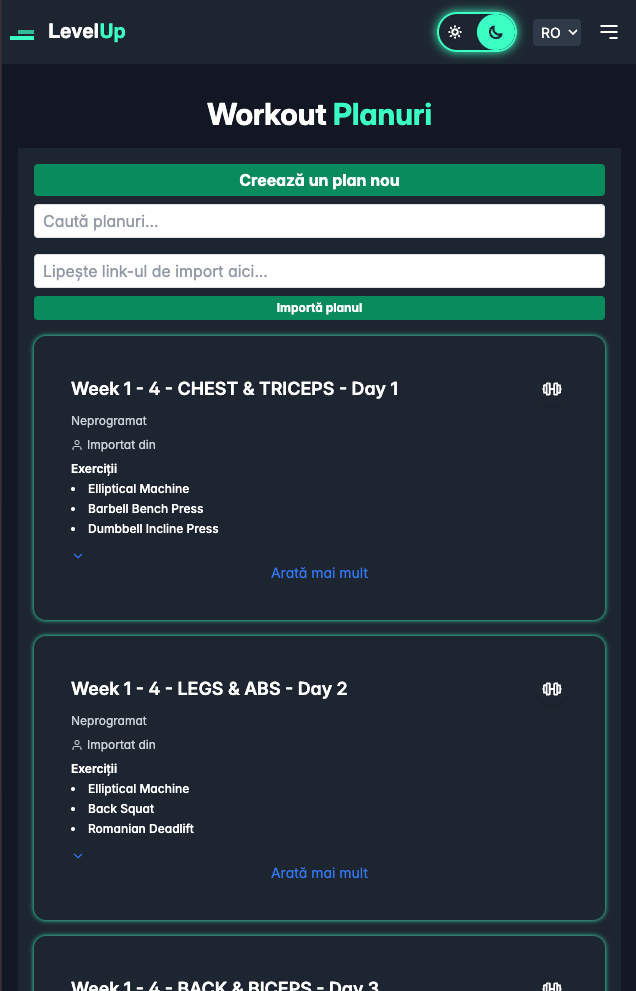 LevelUp
RO
Workout Planuri
Creează un plan nou
Caută planuri...
Lipește link-ul de import aici...
Importă planul
Week 1 - 4 - CHEST & TRICEPS - Day 1
Neprogramat
Importat din
Exerciții
• Elliptical Machine
• Barbell Bench Press
• Dumbbell Incline Press
Arată mai mult
Week 1 - 4 - LEGS & ABS - Day 2
Neprogramat
Importat din
Exerciții
• Elliptical Machine
• Back Squat
• Romanian Deadlift
Arată mai mult
Week 1 - 4 - BACK & BICEPS - Day 3